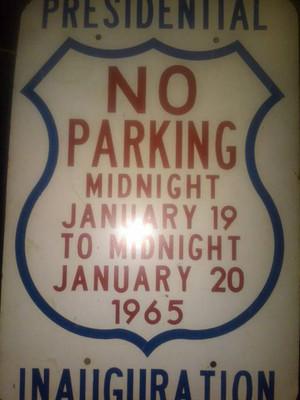 PRESIDENTIAL
NO
PARKING
MIDNIGHT
JANUARY 19
TO MIDNIGHT
JANUARY 20
1965
INAUGURATION